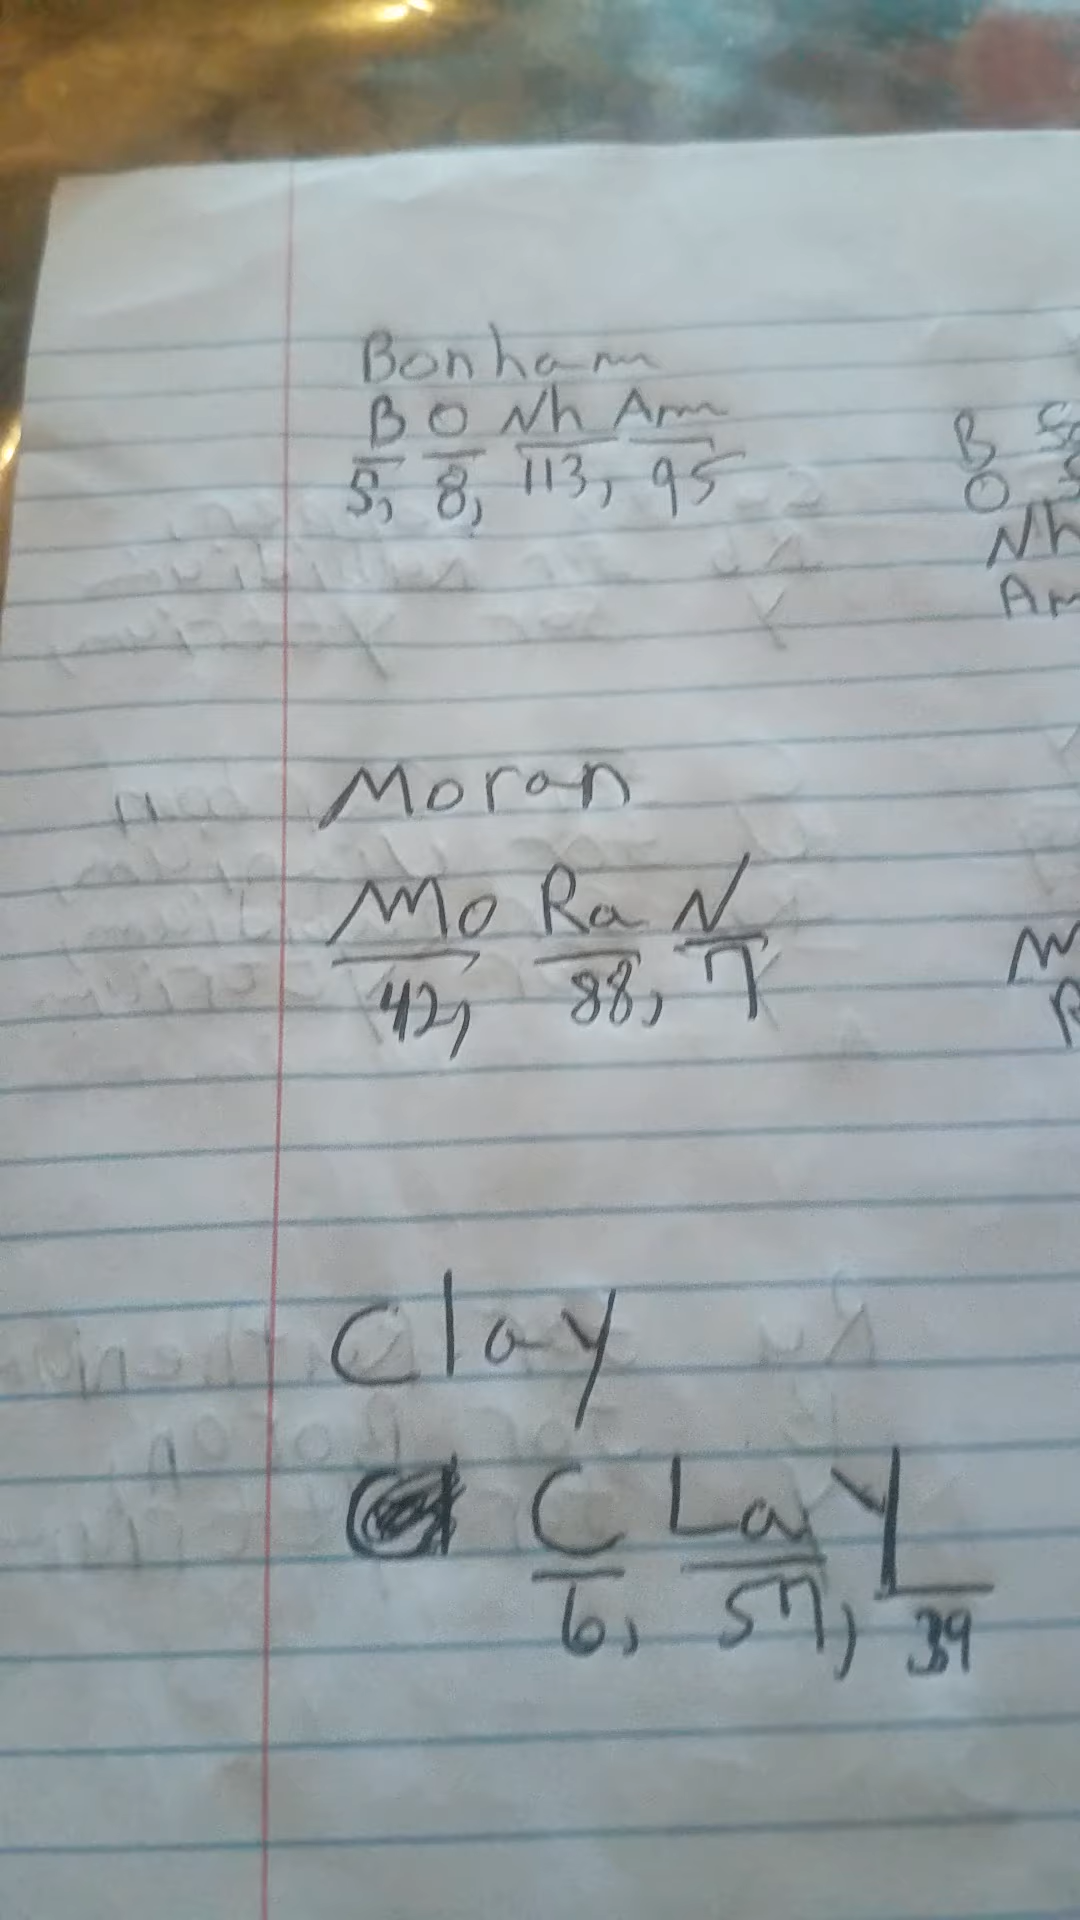 Bonham
B O Nh Am
5, 8, 113, 95
B
O
Nh
Am
Moran
Mo Ra N
42, 88, 7
M
R
Clay
C La Y
6, 57, 39